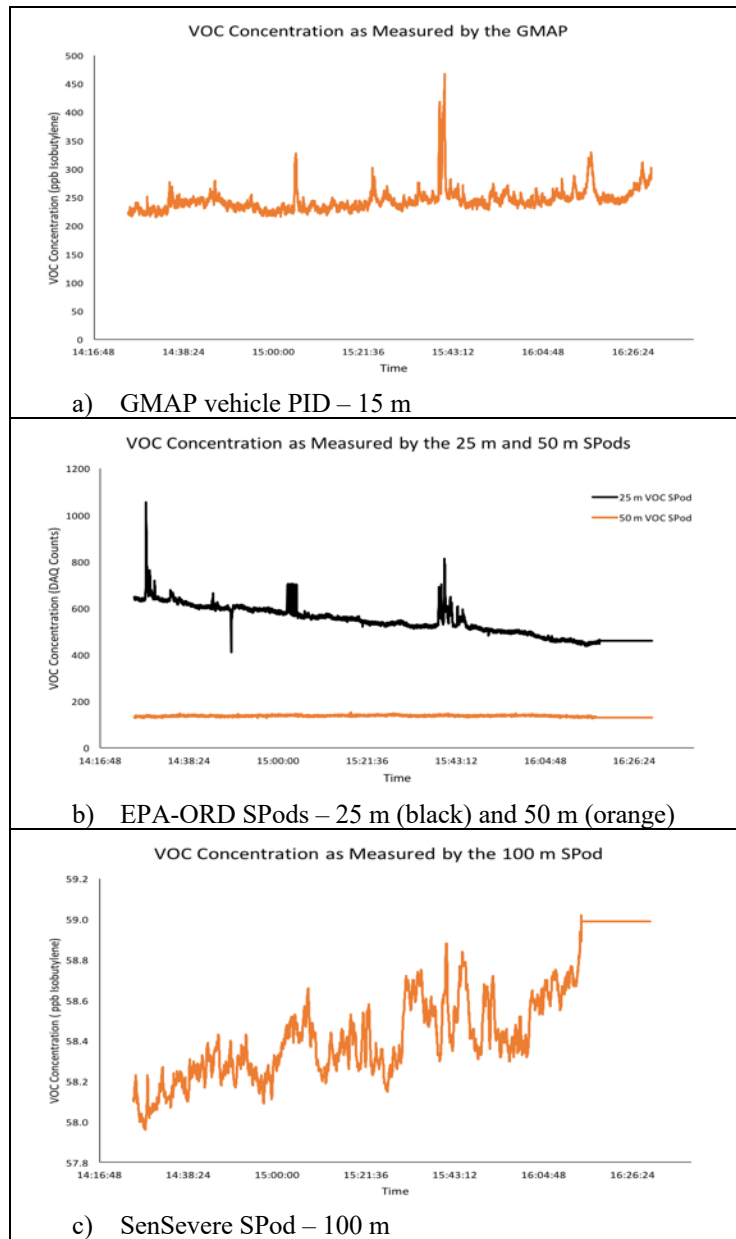 VOC Concentration as Measured by the GMAP
500
450
400
350
300
250
200
150
100
50
0
VOC Concentration (ppb Isobutylene)
14:16:48 14:38:24 15:00:00 15:21:36 15:43:12 16:04:48 16:26:24
Time
a) GMAP vehicle PID – 15 m
VOC Concentration as Measured by the 25 m and 50 m SPods
1200
1000
800
600
400
200
0
VOC Concentration (DAQ Counts)
25 m VOC SPod
50 m VOC SPod
14:16:48 14:38:24 15:00:00 15:21:36 15:43:12 16:04:48 16:26:24
Time
b) EPA-ORD SPods – 25 m (black) and 50 m (orange)
VOC Concentration as Measured by the 100 m SPod
59.2
59.0
58.8
58.6
58.4
58.2
58.0
57.8
VOC Concentration ( ppb Isobutylene)
14:16:48 14:38:24 15:00:00 15:21:36 15:43:12 16:04:48 16:26:24
Time
c) SenSevere SPod – 100 m